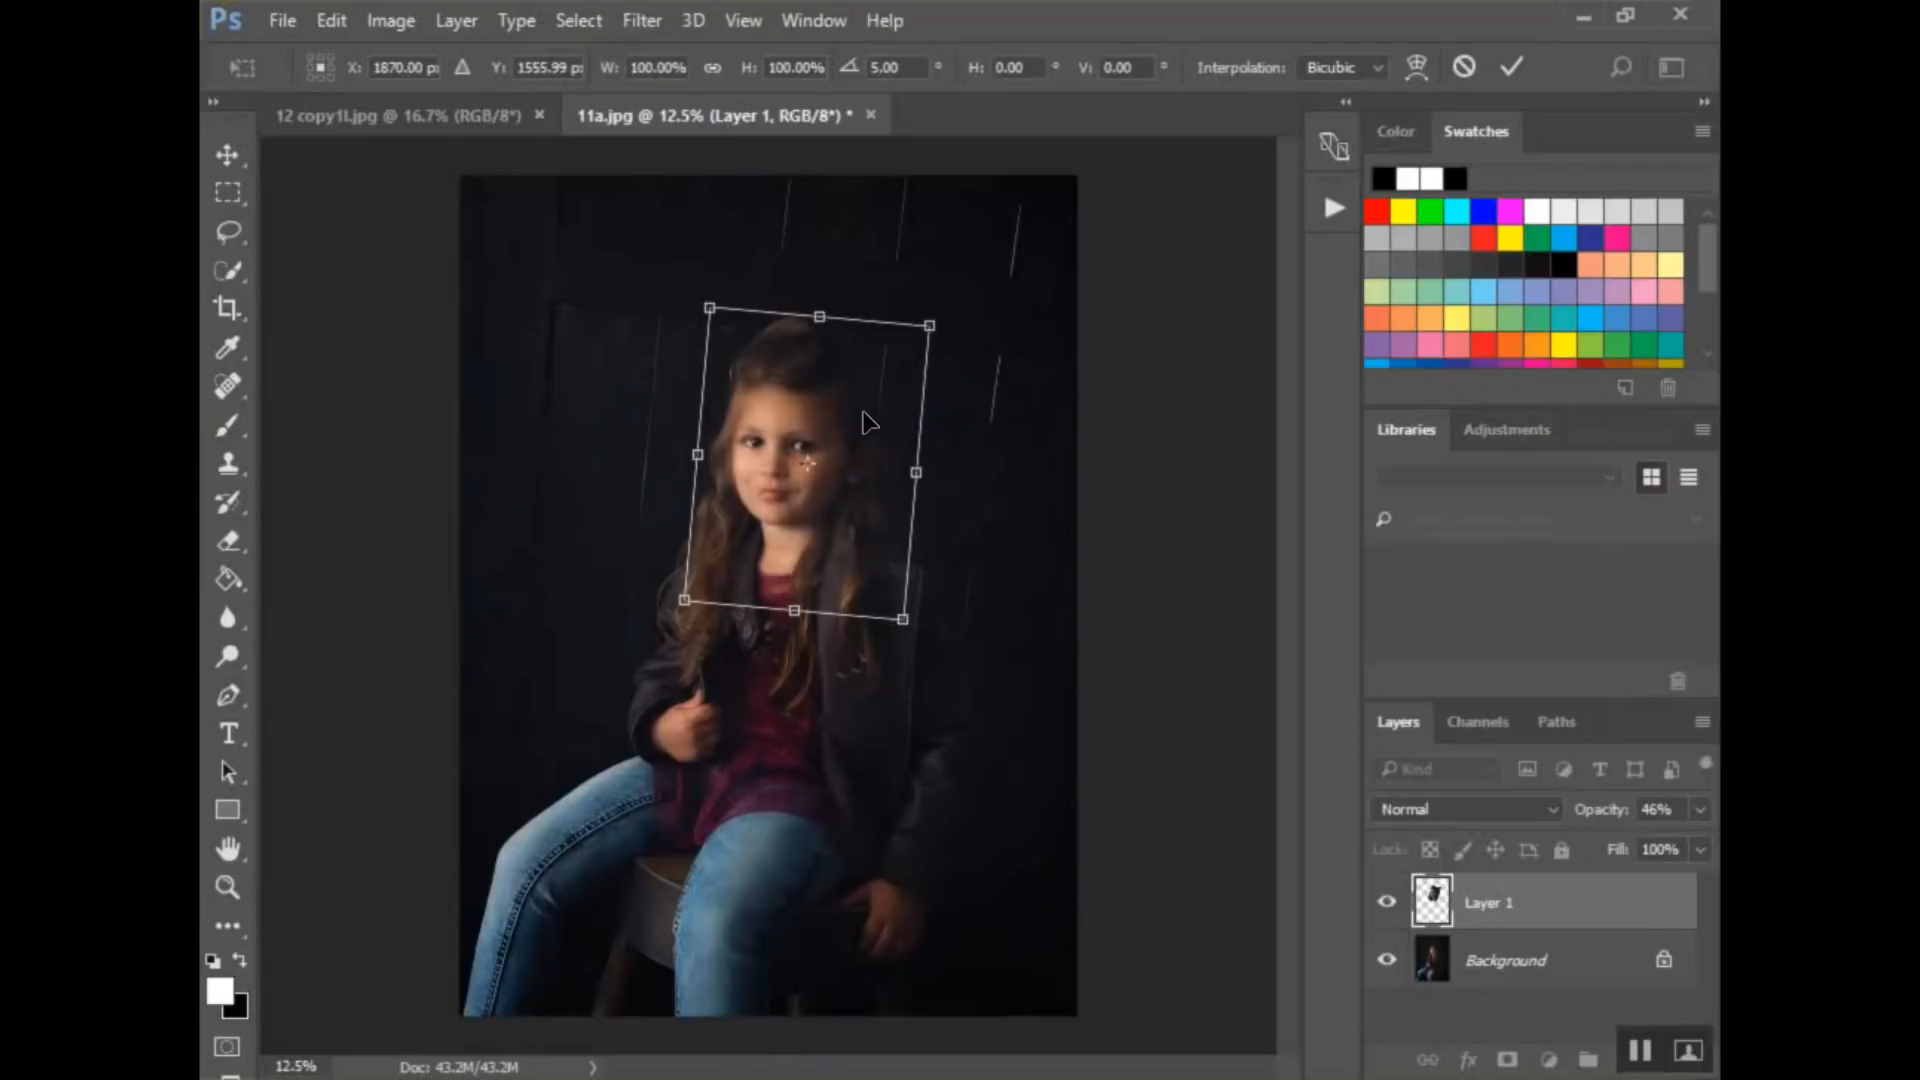 Ps File Edit Image Layer Type Select Filter 3D View Window Help
X: 1870.00 p Y: 1555.99 p W: 100.00% H: 100.00% 5.00 ° H: 0.00 ° V: 0.00 ° Interpolation: Bicubic
12 copy1l.jpg @ 16.7% (RGB/8*) × 11a.jpg @ 12.5% (Layer 1, RGB/8*) * ×
Color Swatches
Libraries Adjustments
Layers Channels Paths
Kind
Normal Opacity: 46%
Lock: Fill: 100%
Layer 1
Background
12.5% Doc: 43.2M/43.2M